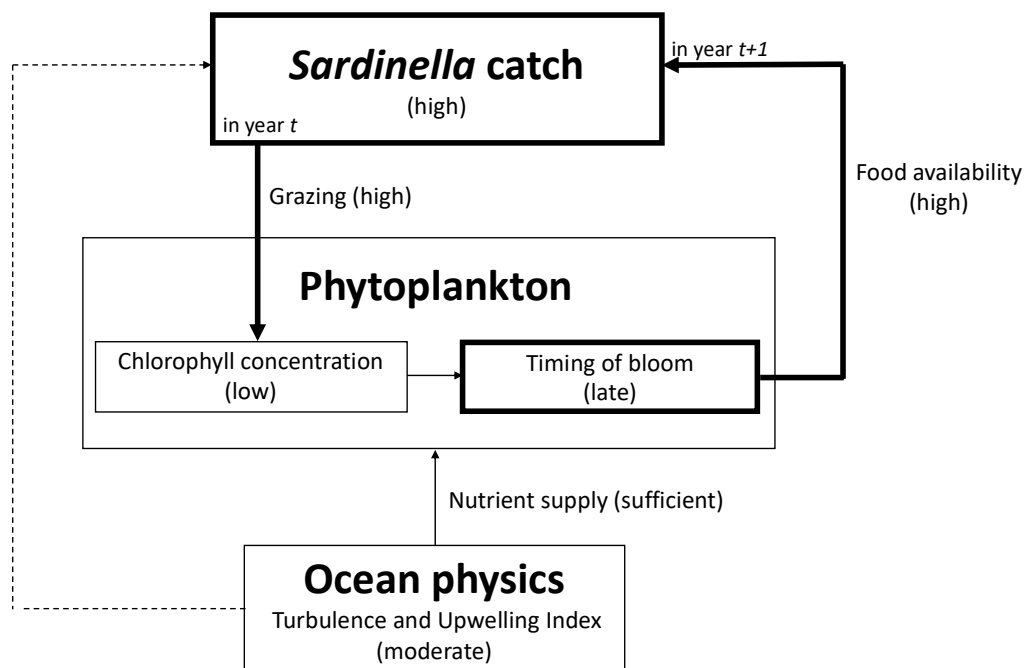 Sardinella catch
(high)
in year t
in year t+1
Grazing (high)
Food availability
(high)
Phytoplankton
Chlorophyll concentration
(low)
Timing of bloom
(late)
Nutrient supply (sufficient)
Ocean physics
Turbulence and Upwelling Index
(moderate)